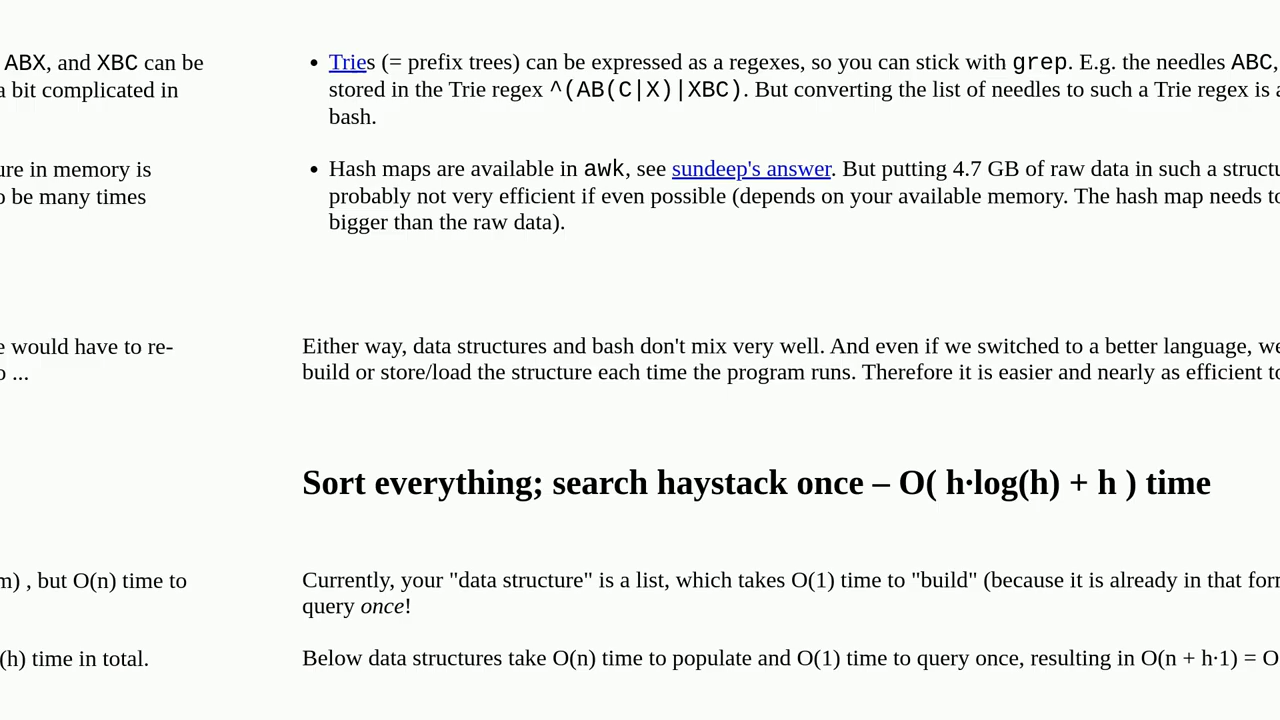 ABX, and XBC can be
a bit complicated in
ure in memory is
o be many times
e would have to re-
o ...
m) , but O(n) time to
(h) time in total.
• Tries (= prefix trees) can be expressed as a regexes, so you can stick with grep. E.g. the needles ABC,
stored in the Trie regex ^(AB(C|X)|XBC). But converting the list of needles to such a Trie regex is a
bash.
• Hash maps are available in awk, see sundeep's answer. But putting 4.7 GB of raw data in such a structu
probably not very efficient if even possible (depends on your available memory. The hash map needs to
bigger than the raw data).
Either way, data structures and bash don't mix very well. And even if we switched to a better language, we
build or store/load the structure each time the program runs. Therefore it is easier and nearly as efficient to
Sort everything; search haystack once – O( h·log(h) + h ) time
Currently, your "data structure" is a list, which takes O(1) time to "build" (because it is already in that form
query once!
Below data structures take O(n) time to populate and O(1) time to query once, resulting in O(n + h·1) = O